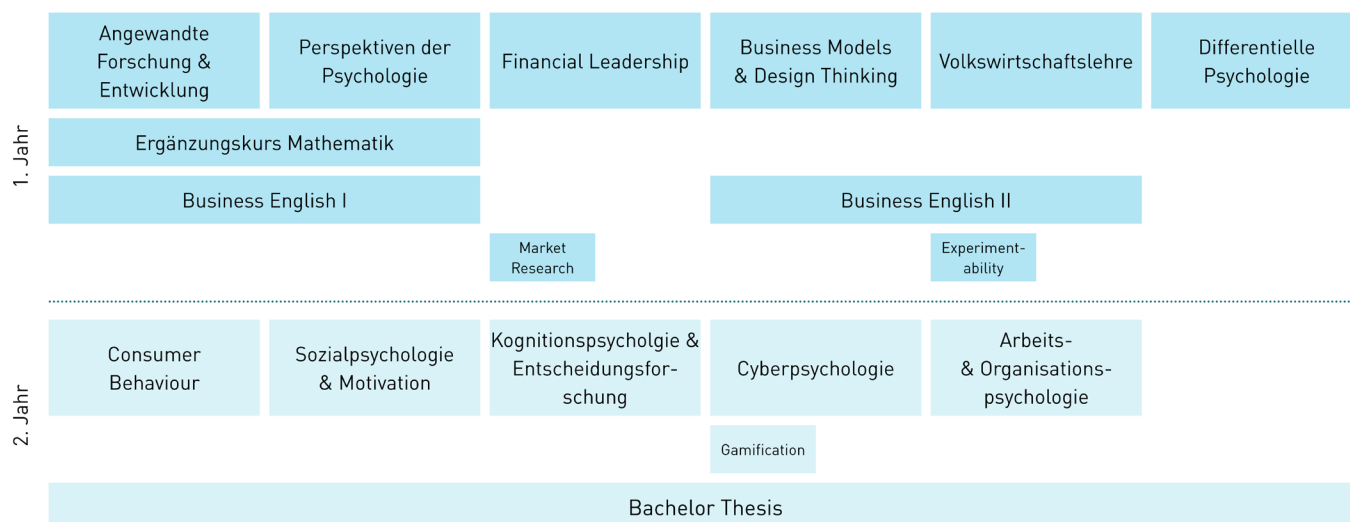 1. Jahr
Angewandte
Forschung &
Entwicklung
Perspektiven der
Psychologie
Financial Leadership
Business Models
& Design Thinking
Volkswirtschaftslehre
Differentielle
Psychologie
Ergänzungskurs Mathematik
Business English I
Business English II
Market
Research
Experiment-
ability
2. Jahr
Consumer
Behaviour
Sozialpsychologie
& Motivation
Kognitionspsycholgie &
Entscheidungsfor-
schung
Cyberpsychologie
Arbeits-
& Organisations-
psychologie
Gamification
Bachelor Thesis